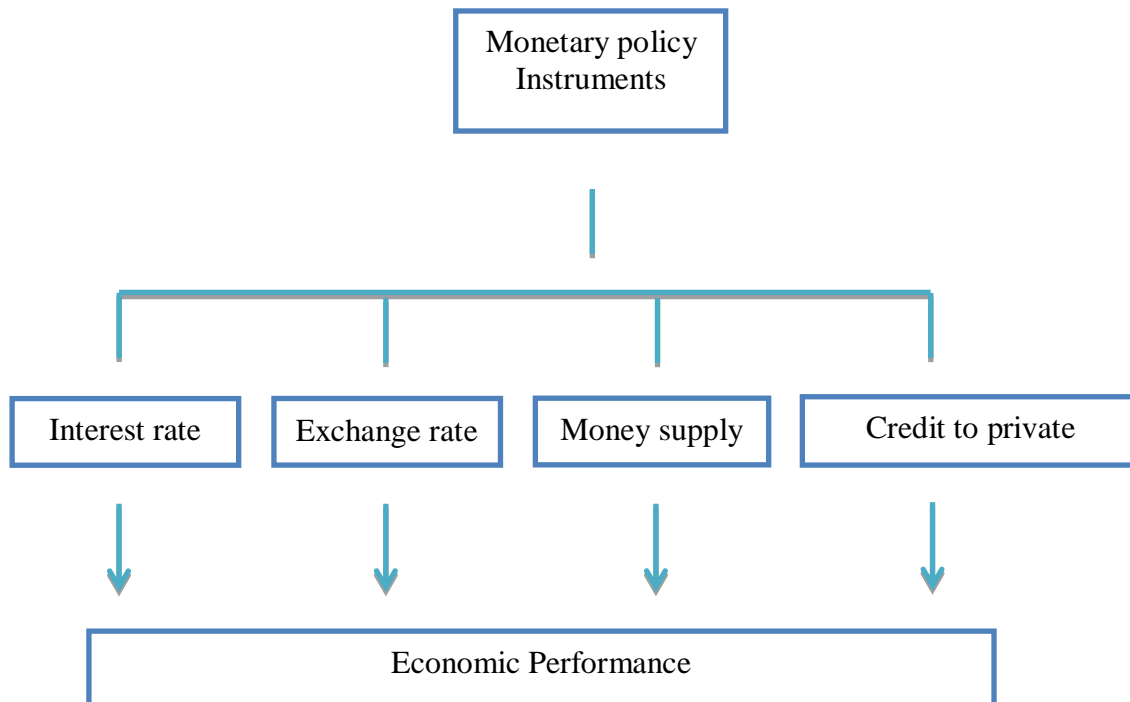 Monetary policy
Instruments
Interest rate
Exchange rate
Money supply
Credit to private
Economic Performance